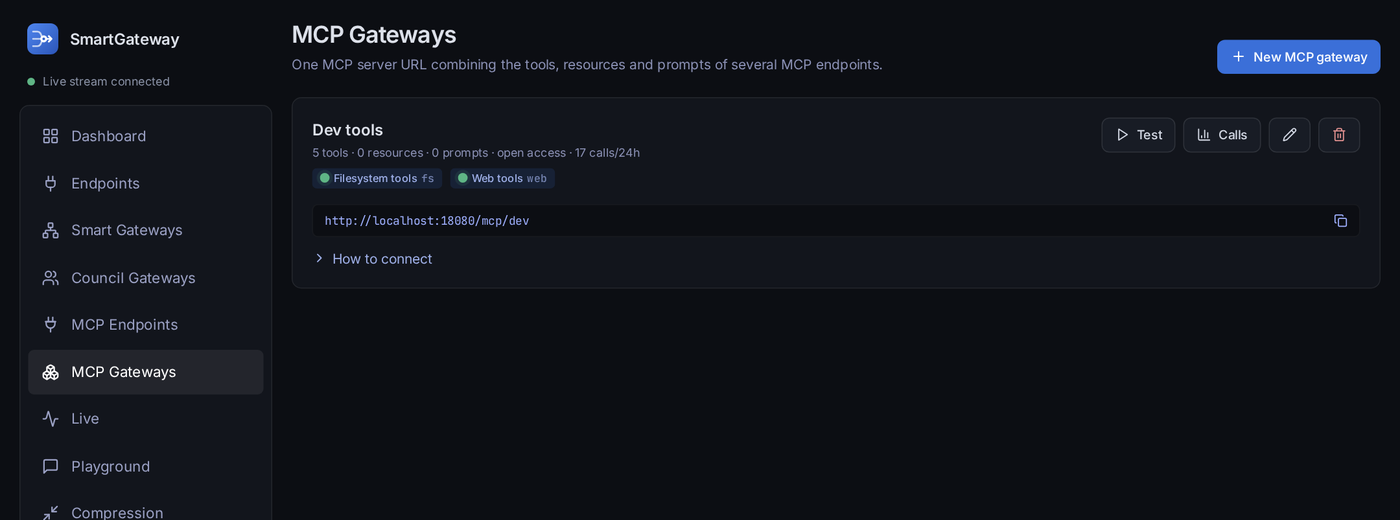 SmartGateway
Live stream connected
Dashboard
Endpoints
Smart Gateways
Council Gateways
MCP Endpoints
MCP Gateways
Live
Playground
Compression
MCP Gateways
One MCP server URL combining the tools, resources and prompts of several MCP endpoints.
New MCP gateway
Dev tools
5 tools · 0 resources · 0 prompts · open access · 17 calls/24h
Filesystem tools fs Web tools web
Test Calls
http://localhost:18080/mcp/dev
How to connect